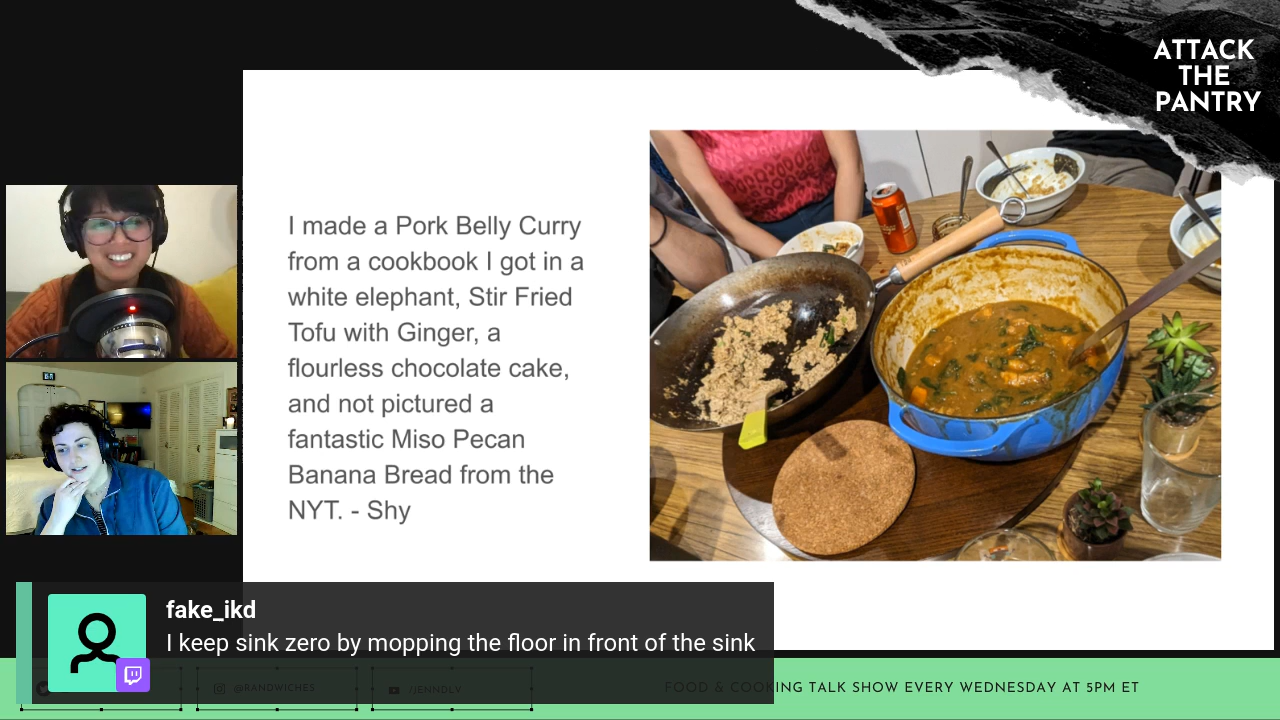 ATTACK
THE
PANTRY
I made a Pork Belly Curry
from a cookbook I got in a
white elephant, Stir Fried
Tofu with Ginger, a
flourless chocolate cake,
and not pictured a
fantastic Miso Pecan
Banana Bread from the
NYT. - Shy
fake_ikd
I keep sink zero by mopping the floor in front of the sink
@RANDWICHES
/JENNDLV
FOOD & COOKING TALK SHOW EVERY WEDNESDAY AT 5PM ET